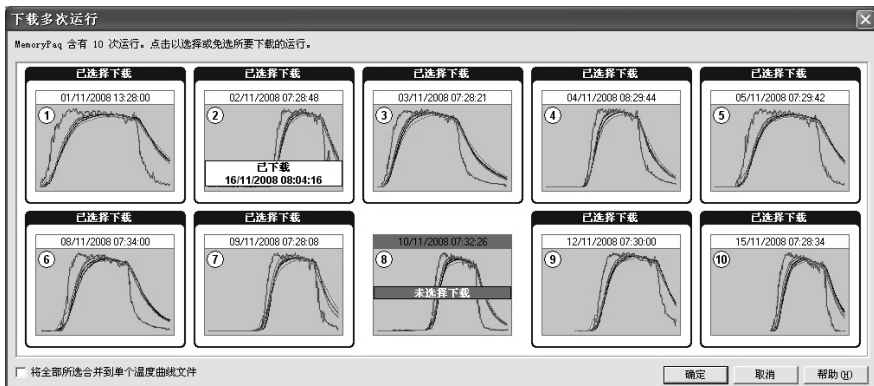 下载多次运行
MemoryPaq 含有 10 次运行。点击以选择或免选所要下载的运行。
已选择下载
01/11/2008 13:28:00
1
已选择下载
02/11/2008 07:28:48
2
已下载
16/11/2008 08:04:16
已选择下载
03/11/2008 07:28:21
3
已选择下载
04/11/2008 08:29:44
4
已选择下载
05/11/2008 07:29:42
5
已选择下载
08/11/2008 07:34:00
6
已选择下载
09/11/2008 07:28:08
7
10/11/2008 07:32:26
8
未选择下载
已选择下载
12/11/2008 07:30:00
9
已选择下载
15/11/2008 07:28:34
10
将全部所选合并到单个温度曲线文件
确定
取消
帮助(H)